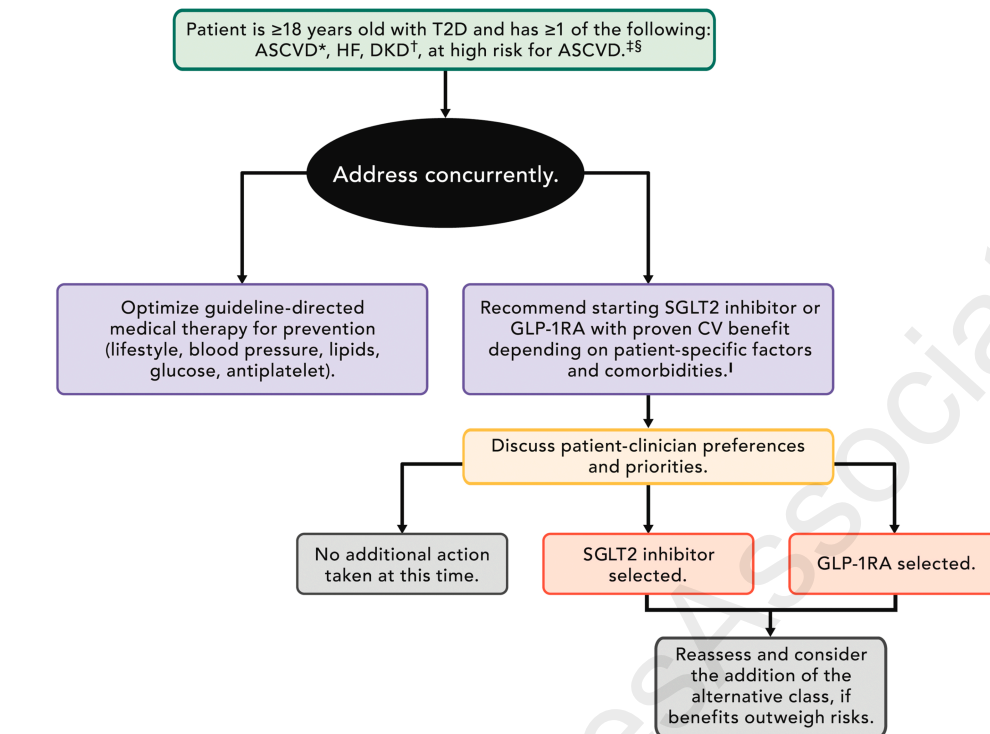 Patient is ≥18 years old with T2D and has ≥1 of the following:
ASCVD*, HF, DKD†, at high risk for ASCVD.‡§
Address concurrently.
Optimize guideline-directed
medical therapy for prevention
(lifestyle, blood pressure, lipids,
glucose, antiplatelet).
Recommend starting SGLT2 inhibitor or
GLP-1RA with proven CV benefit
depending on patient-specific factors
and comorbidities.ǀ
Discuss patient-clinician preferences
and priorities.
No additional action
taken at this time.
SGLT2 inhibitor
selected.
GLP-1RA selected.
Reassess and consider
the addition of the
alternative class, if
benefits outweigh risks.